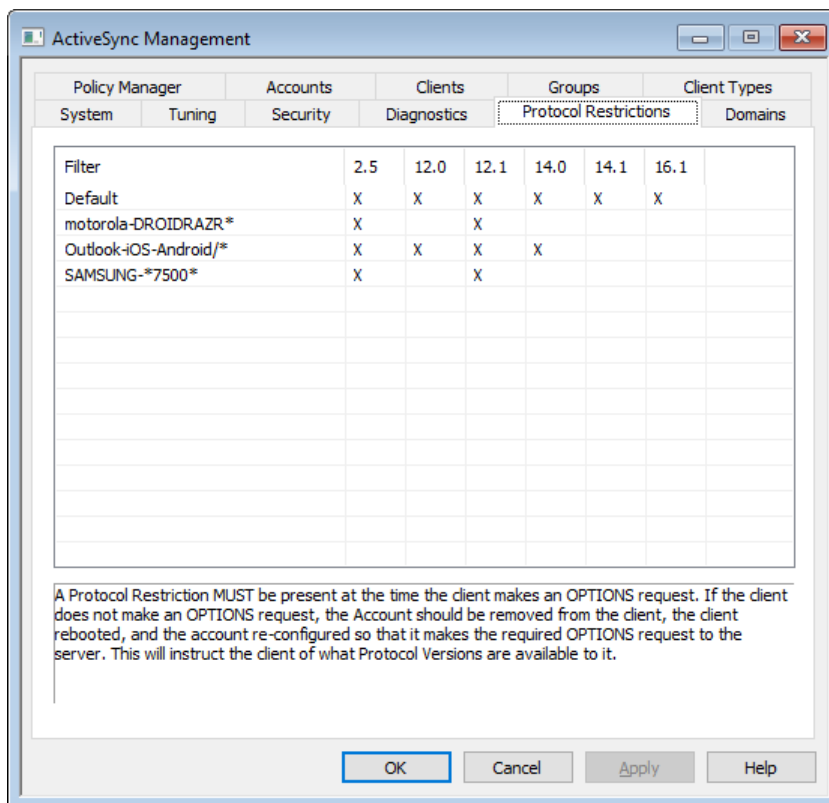 ActiveSync Management
Policy Manager Accounts Clients Groups Client Types
System Tuning Security Diagnostics Protocol Restrictions Domains
Filter 2.5 12.0 12.1 14.0 14.1 16.1
Default X X X X X X
motorola-DROIDRAZR* X X
Outlook-iOS-Android/* X X X X
SAMSUNG-*7500* X X
A Protocol Restriction MUST be present at the time the client makes an OPTIONS request. If the client
does not make an OPTIONS request, the Account should be removed from the client, the client
rebooted, and the account re-configured so that it makes the required OPTIONS request to the
server. This will instruct the client of what Protocol Versions are available to it.
OK Cancel Apply Help